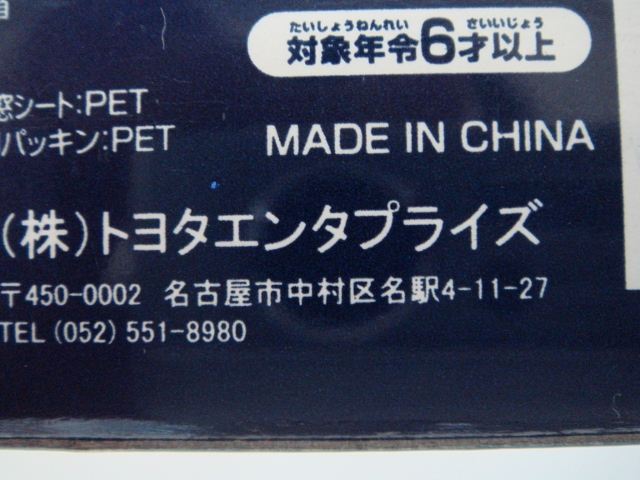 たいしょうねんれい さいいじょう
対象年令6才以上
窓シート:PET
パッキン:PET
MADE IN CHINA
(株)トヨタエンタプライズ
〒450-0002 名古屋市中村区名駅4-11-27
TEL (052) 551-8980